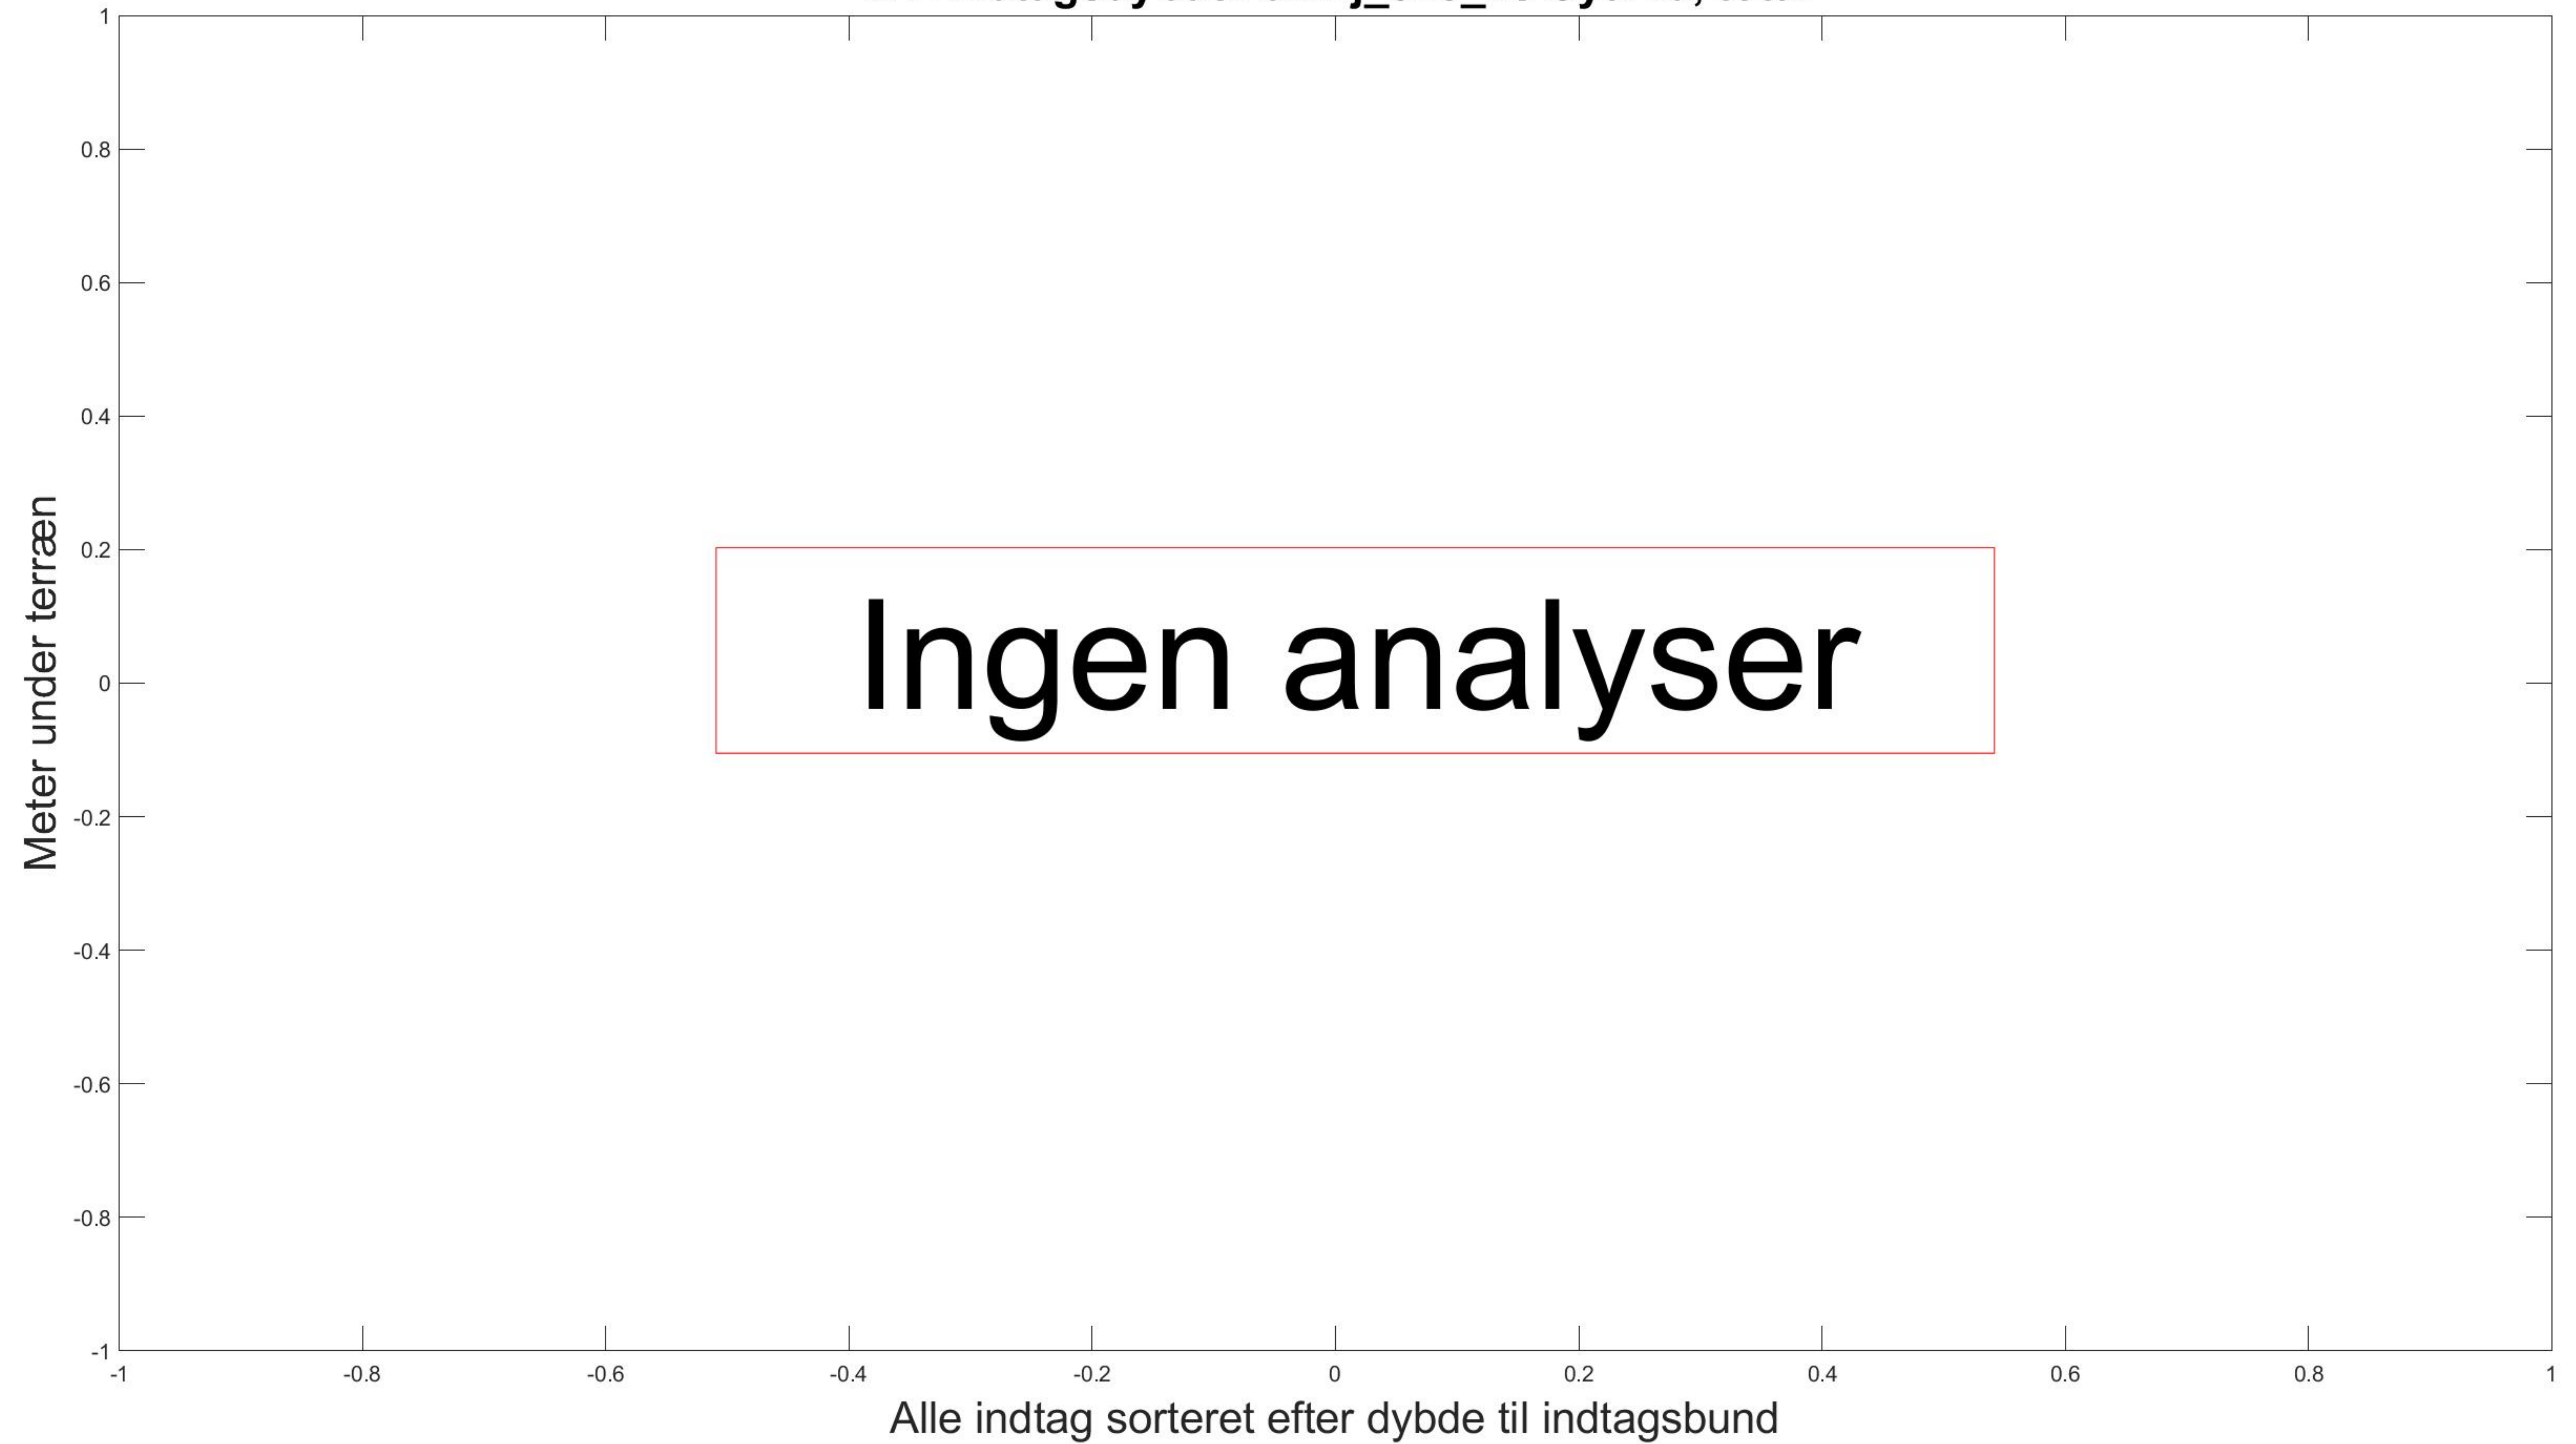 1
0.8
0.6
0.4
0.2
0
-0.2
-0.4
-0.6
-0.8
-1
Meter under terræn
Ingen analyser
-1 -0.8 -0.6 -0.4 -0.2 0 0.2 0.4 0.6 0.8 1
Alle indtag sorteret efter dybde til indtagsbund